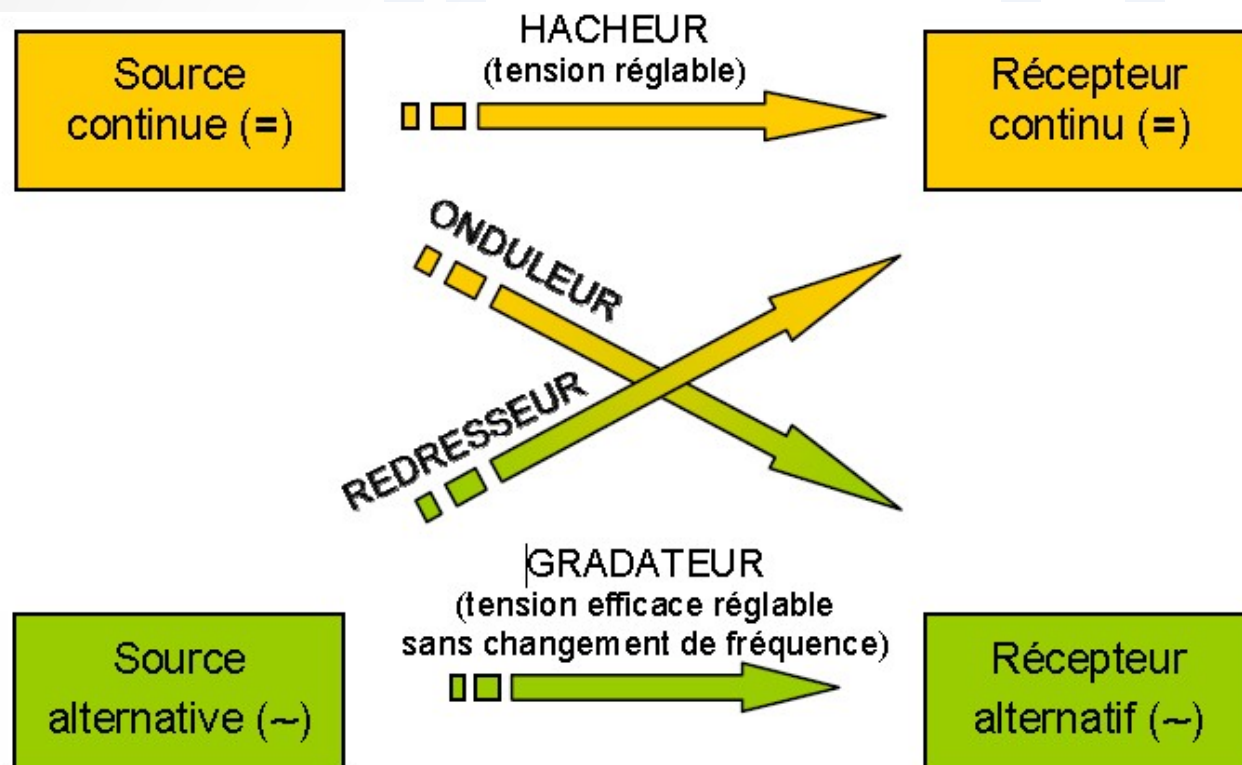 HACHEUR
(tension réglable)
Source
continue (=)
Récepteur
continu (=)
ONDULEUR
REDRESSEUR
GRADATEUR
(tension efficace réglable
sans changement de fréquence)
Source
alternative (~)
Récepteur
alternatif (~)